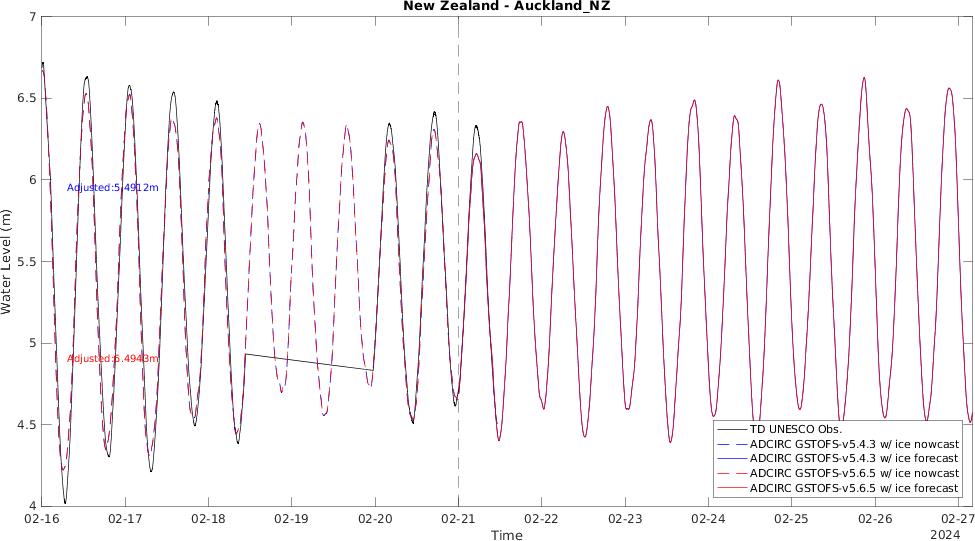 New Zealand - Auckland_NZ
7
6.5
6
5.5
5
4.5
4
Water Level (m)
Adjusted:5.4912m
Adjusted:5.4943m
TD UNESCO Obs.
ADCIRC GSTOFS-v5.4.3 w/ ice nowcast
ADCIRC GSTOFS-v5.4.3 w/ ice forecast
ADCIRC GSTOFS-v5.6.5 w/ ice nowcast
ADCIRC GSTOFS-v5.6.5 w/ ice forecast
02-16 02-17 02-18 02-19 02-20 02-21 02-22 02-23 02-24 02-25 02-26 02-27
Time
2024